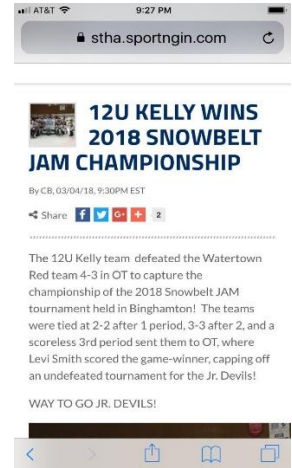 AT&T 9:27 PM
stha.sportngin.com
12U KELLY WINS
2018 SNOWBELT
JAM CHAMPIONSHIP
By CB, 03/04/18, 9:30PM EST
Share f G+ + 2
The 12U Kelly team defeated the Watertown
Red team 4-3 in OT to capture the
championship of the 2018 Snowbelt JAM
tournament held in Binghamton! The teams
were tied at 2-2 after 1 period, 3-3 after 2, and a
scoreless 3rd period sent them to OT, where
Levi Smith scored the game-winner, capping off
an undefeated tournament for the Jr. Devils!
WAY TO GO JR. DEVILS!